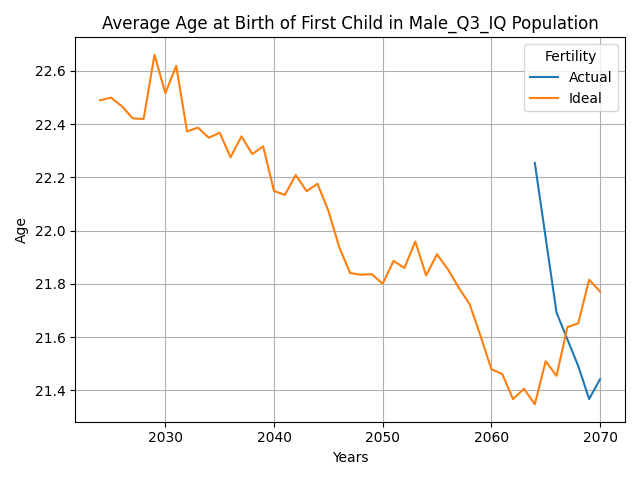 Average Age at Birth of First Child in Male_Q3_IQ Population
Fertility
Actual
Ideal
Age
22.6
22.4
22.2
22.0
21.8
21.6
21.4
2030
2040
2050
2060
2070
Years